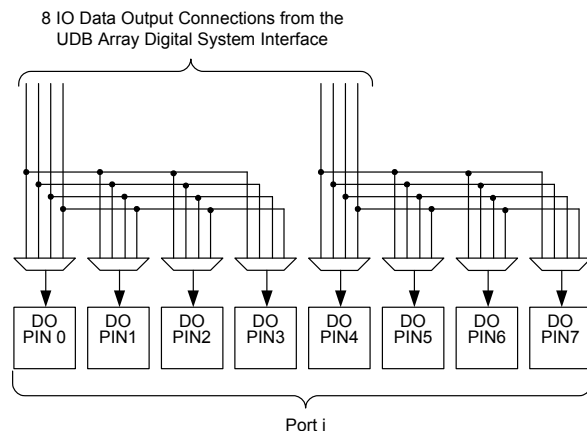 8 IO Data Output Connections from the
UDB Array Digital System Interface
DO
PIN 0
DO
PIN1
DO
PIN2
DO
PIN3
DO
PIN4
DO
PIN5
DO
PIN6
DO
PIN7
Port i